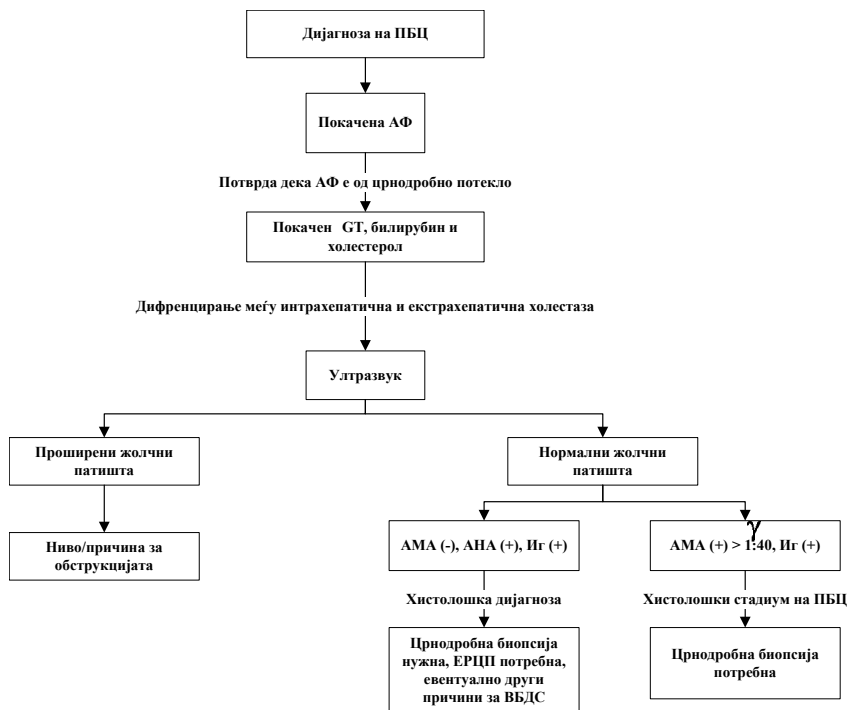 Дијагноза на ПБЦ
Покачена АФ
Потврда дека АФ е од црнодробно потекло
Покачен GT, билирубин и
холестерол
Дифренцирање меѓу интрахепатична и екстрахепатична холестаза
Ултразвук
Проширени жолчни
патишта
Нормални жолчни
патишта
Ниво/причина за
обструкцијата
АМА (-), АНА (+), Иг (+)
γ
АМА (+) > 1:40, Иг (+)
Хистолошка дијагноза
Хистолошки стадиум на ПБЦ
Црнодробна биопсија
нужна, ЕРЦП потребна,
евентуално други
причини за ВБДС
Црнодробна биопсија
потребна